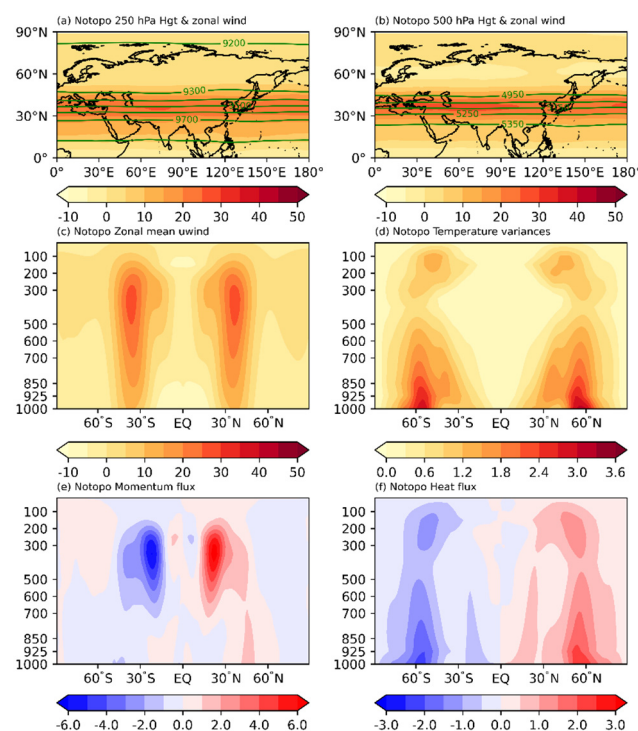 (a) Notopo 250 hPa Hgt & zonal wind
(b) Notopo 500 hPa Hgt & zonal wind
90°N
60°N
30°N
0°
9200
9300
9700
0° 30° 60° 90° 120° 150° 180°
90°N
60°N
30°N
0°
4950
5250
5350
0° 30° 60° 90° 120° 150° 180°
-10 0 10 20 30 40 50
-10 0 10 20 30 40 50
(c) Notopo Zonal mean uwind
(d) Notopo Temperature variances
100
200
300
500
600
700
850
925
1000
60°S 30°S EQ 30°N 60°N
100
200
300
500
600
700
850
925
1000
60°S 30°S EQ 30°N 60°N
-10 0 10 20 30 40 50
0.0 0.6 1.2 1.8 2.4 3.0 3.6
(e) Notopo Momentum flux
(f) Notopo Heat flux
100
200
300
500
600
700
850
925
1000
60°S 30°S EQ 30°N 60°N
100
200
300
500
600
700
850
925
1000
60°S 30°S EQ 30°N 60°N
-6.0 -4.0 -2.0 0.0 2.0 4.0 6.0
-3.0 -2.0 -1.0 0.0 1.0 2.0 3.0